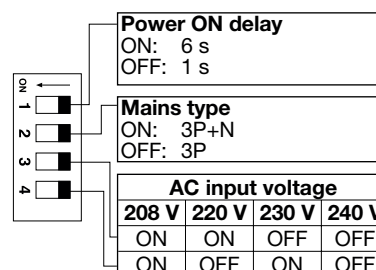 Power ON delay
ON: 6 s
OFF: 1 s
ON
1
2
3
4
Mains type
ON: 3P+N
OFF: 3P
AC input voltage
208 V 220 V 230 V 240 V
ON ON OFF OFF
ON OFF ON OFF